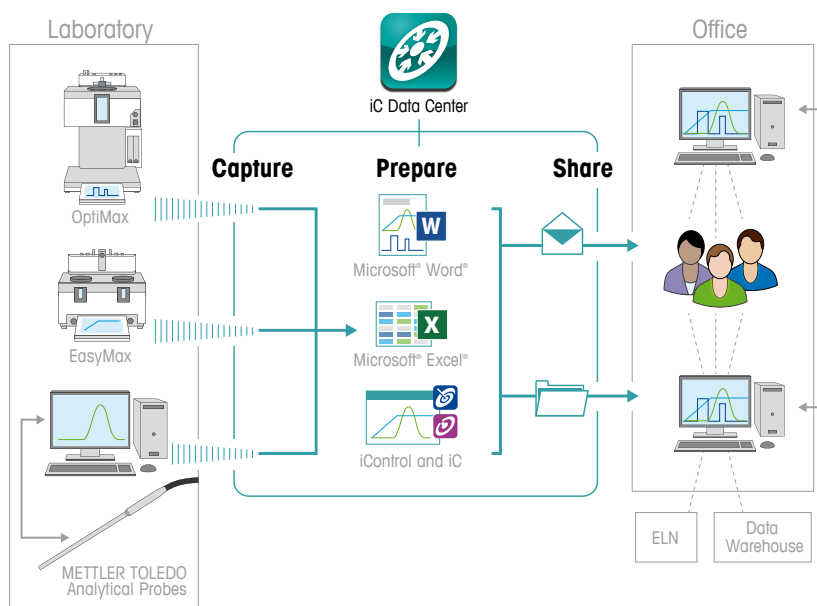 Laboratory
Office
iC Data Center
Capture
Prepare
Share
OptiMax
W
Microsoft® Word®
X
EasyMax
Microsoft® Excel®
iControl and iC
METTLER TOLEDO
Analytical Probes
ELN
Data
Warehouse